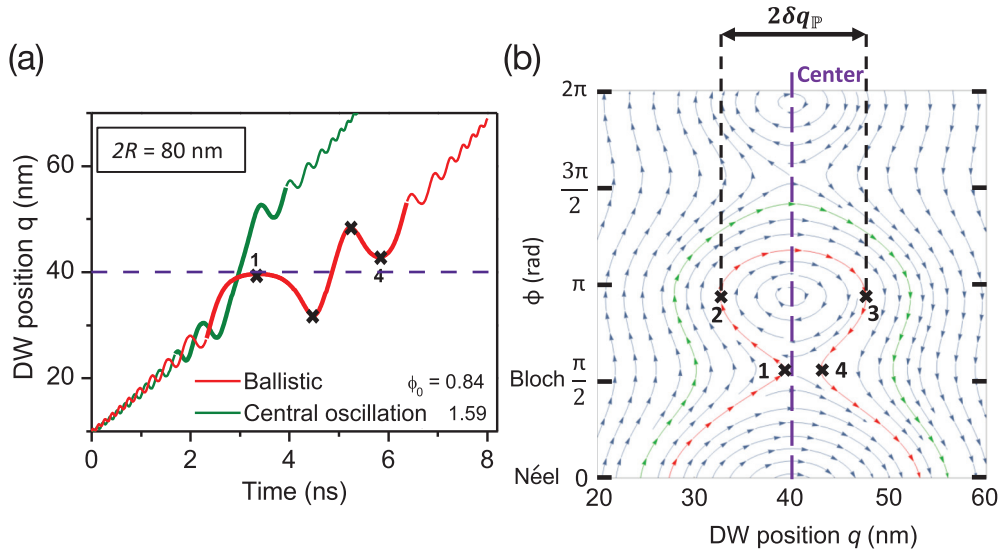 (a)
2R = 80 nm
DW position q (nm)
60
40
20
0
2
4
6
8
Time (ns)
1
4
Ballistic
ϕ₀ = 0.84
Central oscillation
1.59
(b)
2δqℙ
Center
2π
3π
2
π
Bloch π
2
Néel 0
ϕ (rad)
2
3
1
4
20
30
40
50
60
DW position q (nm)